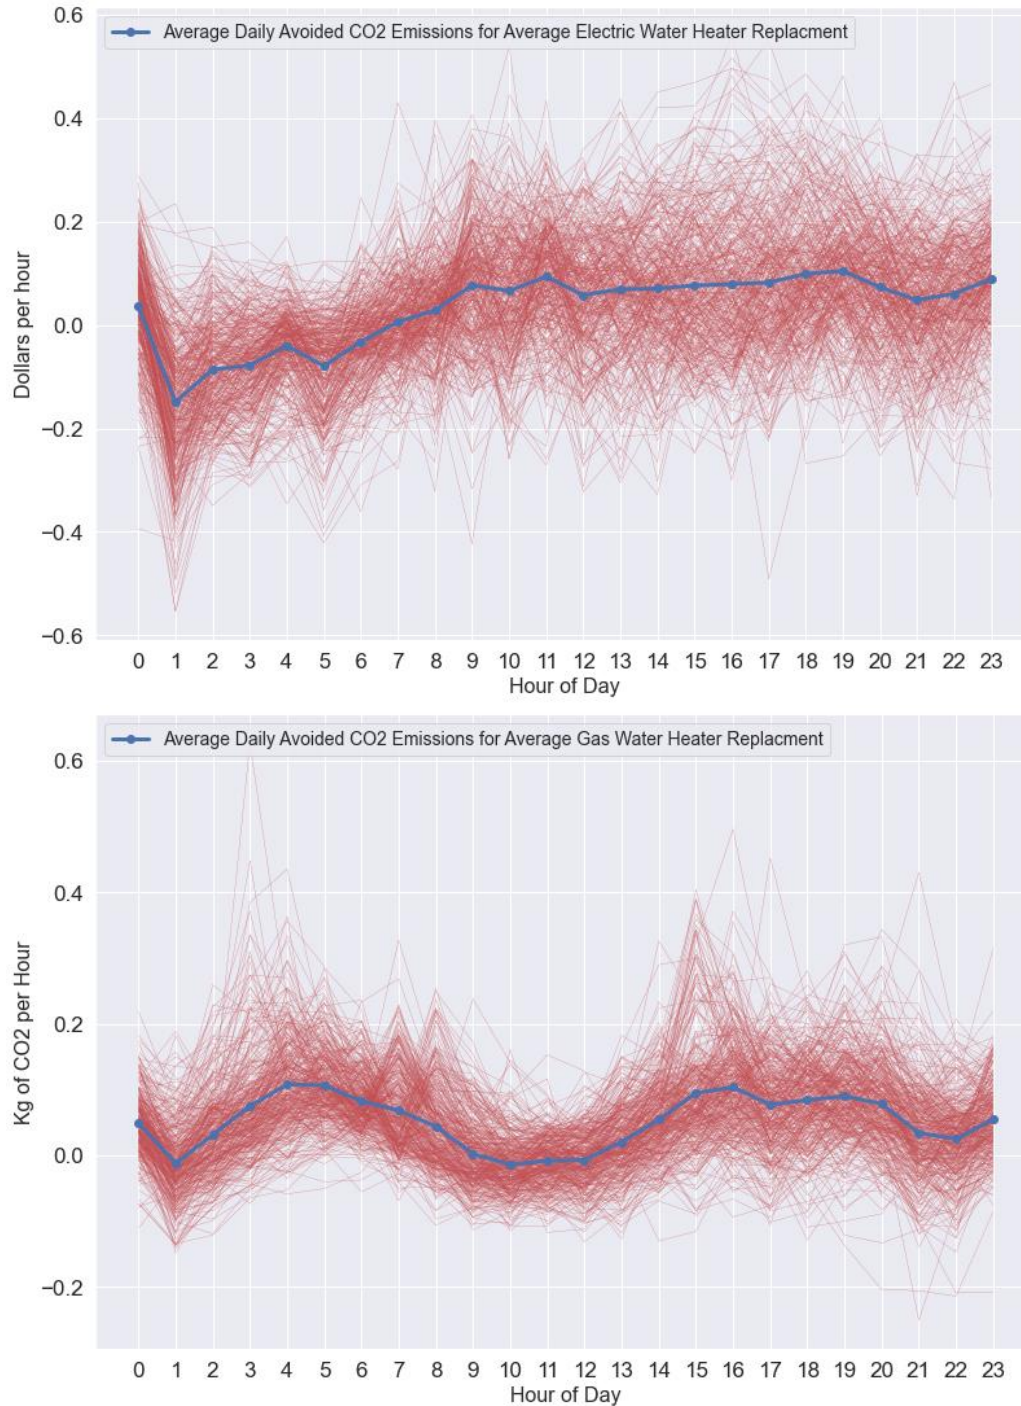 Average Daily Avoided CO2 Emissions for Average Electric Water Heater Replacment
0.6
0.4
0.2
0.0
−0.2
−0.4
−0.6
Dollars per hour
0 1 2 3 4 5 6 7 8 9 10 11 12 13 14 15 16 17 18 19 20 21 22 23
Hour of Day
Average Daily Avoided CO2 Emissions for Average Gas Water Heater Replacment
0.6
0.4
0.2
0.0
−0.2
Kg of CO2 per Hour
0 1 2 3 4 5 6 7 8 9 10 11 12 13 14 15 16 17 18 19 20 21 22 23
Hour of Day